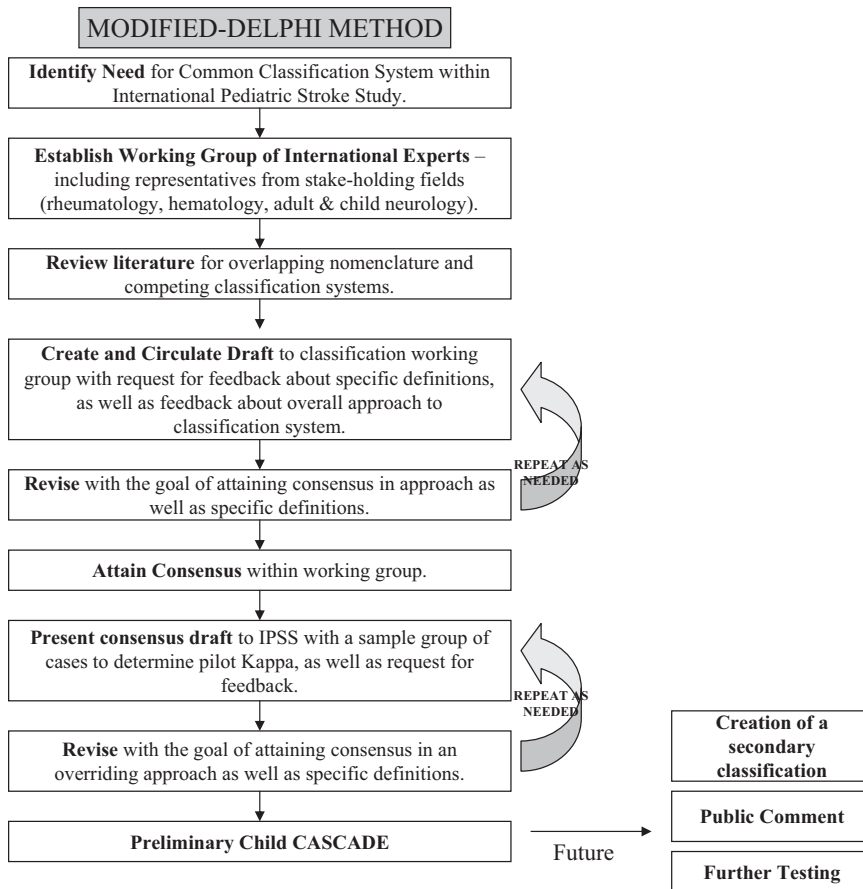 MODIFIED-DELPHI METHOD
Identify Need for Common Classification System within
International Pediatric Stroke Study.
Establish Working Group of International Experts –
including representatives from stake-holding fields
(rheumatology, hematology, adult & child neurology).
Review literature for overlapping nomenclature and
competing classification systems.
Create and Circulate Draft to classification working
group with request for feedback about specific definitions,
as well as feedback about overall approach to
classification system.
REPEAT AS
NEEDED
Revise with the goal of attaining consensus in approach as
well as specific definitions.
Attain Consensus within working group.
Present consensus draft to IPSS with a sample group of
cases to determine pilot Kappa, as well as request for
feedback.
REPEAT AS
NEEDED
Revise with the goal of attaining consensus in an
overriding approach as well as specific definitions.
Preliminary Child CASCADE
Future
Creation of a
secondary
classification
Public Comment
Further Testing